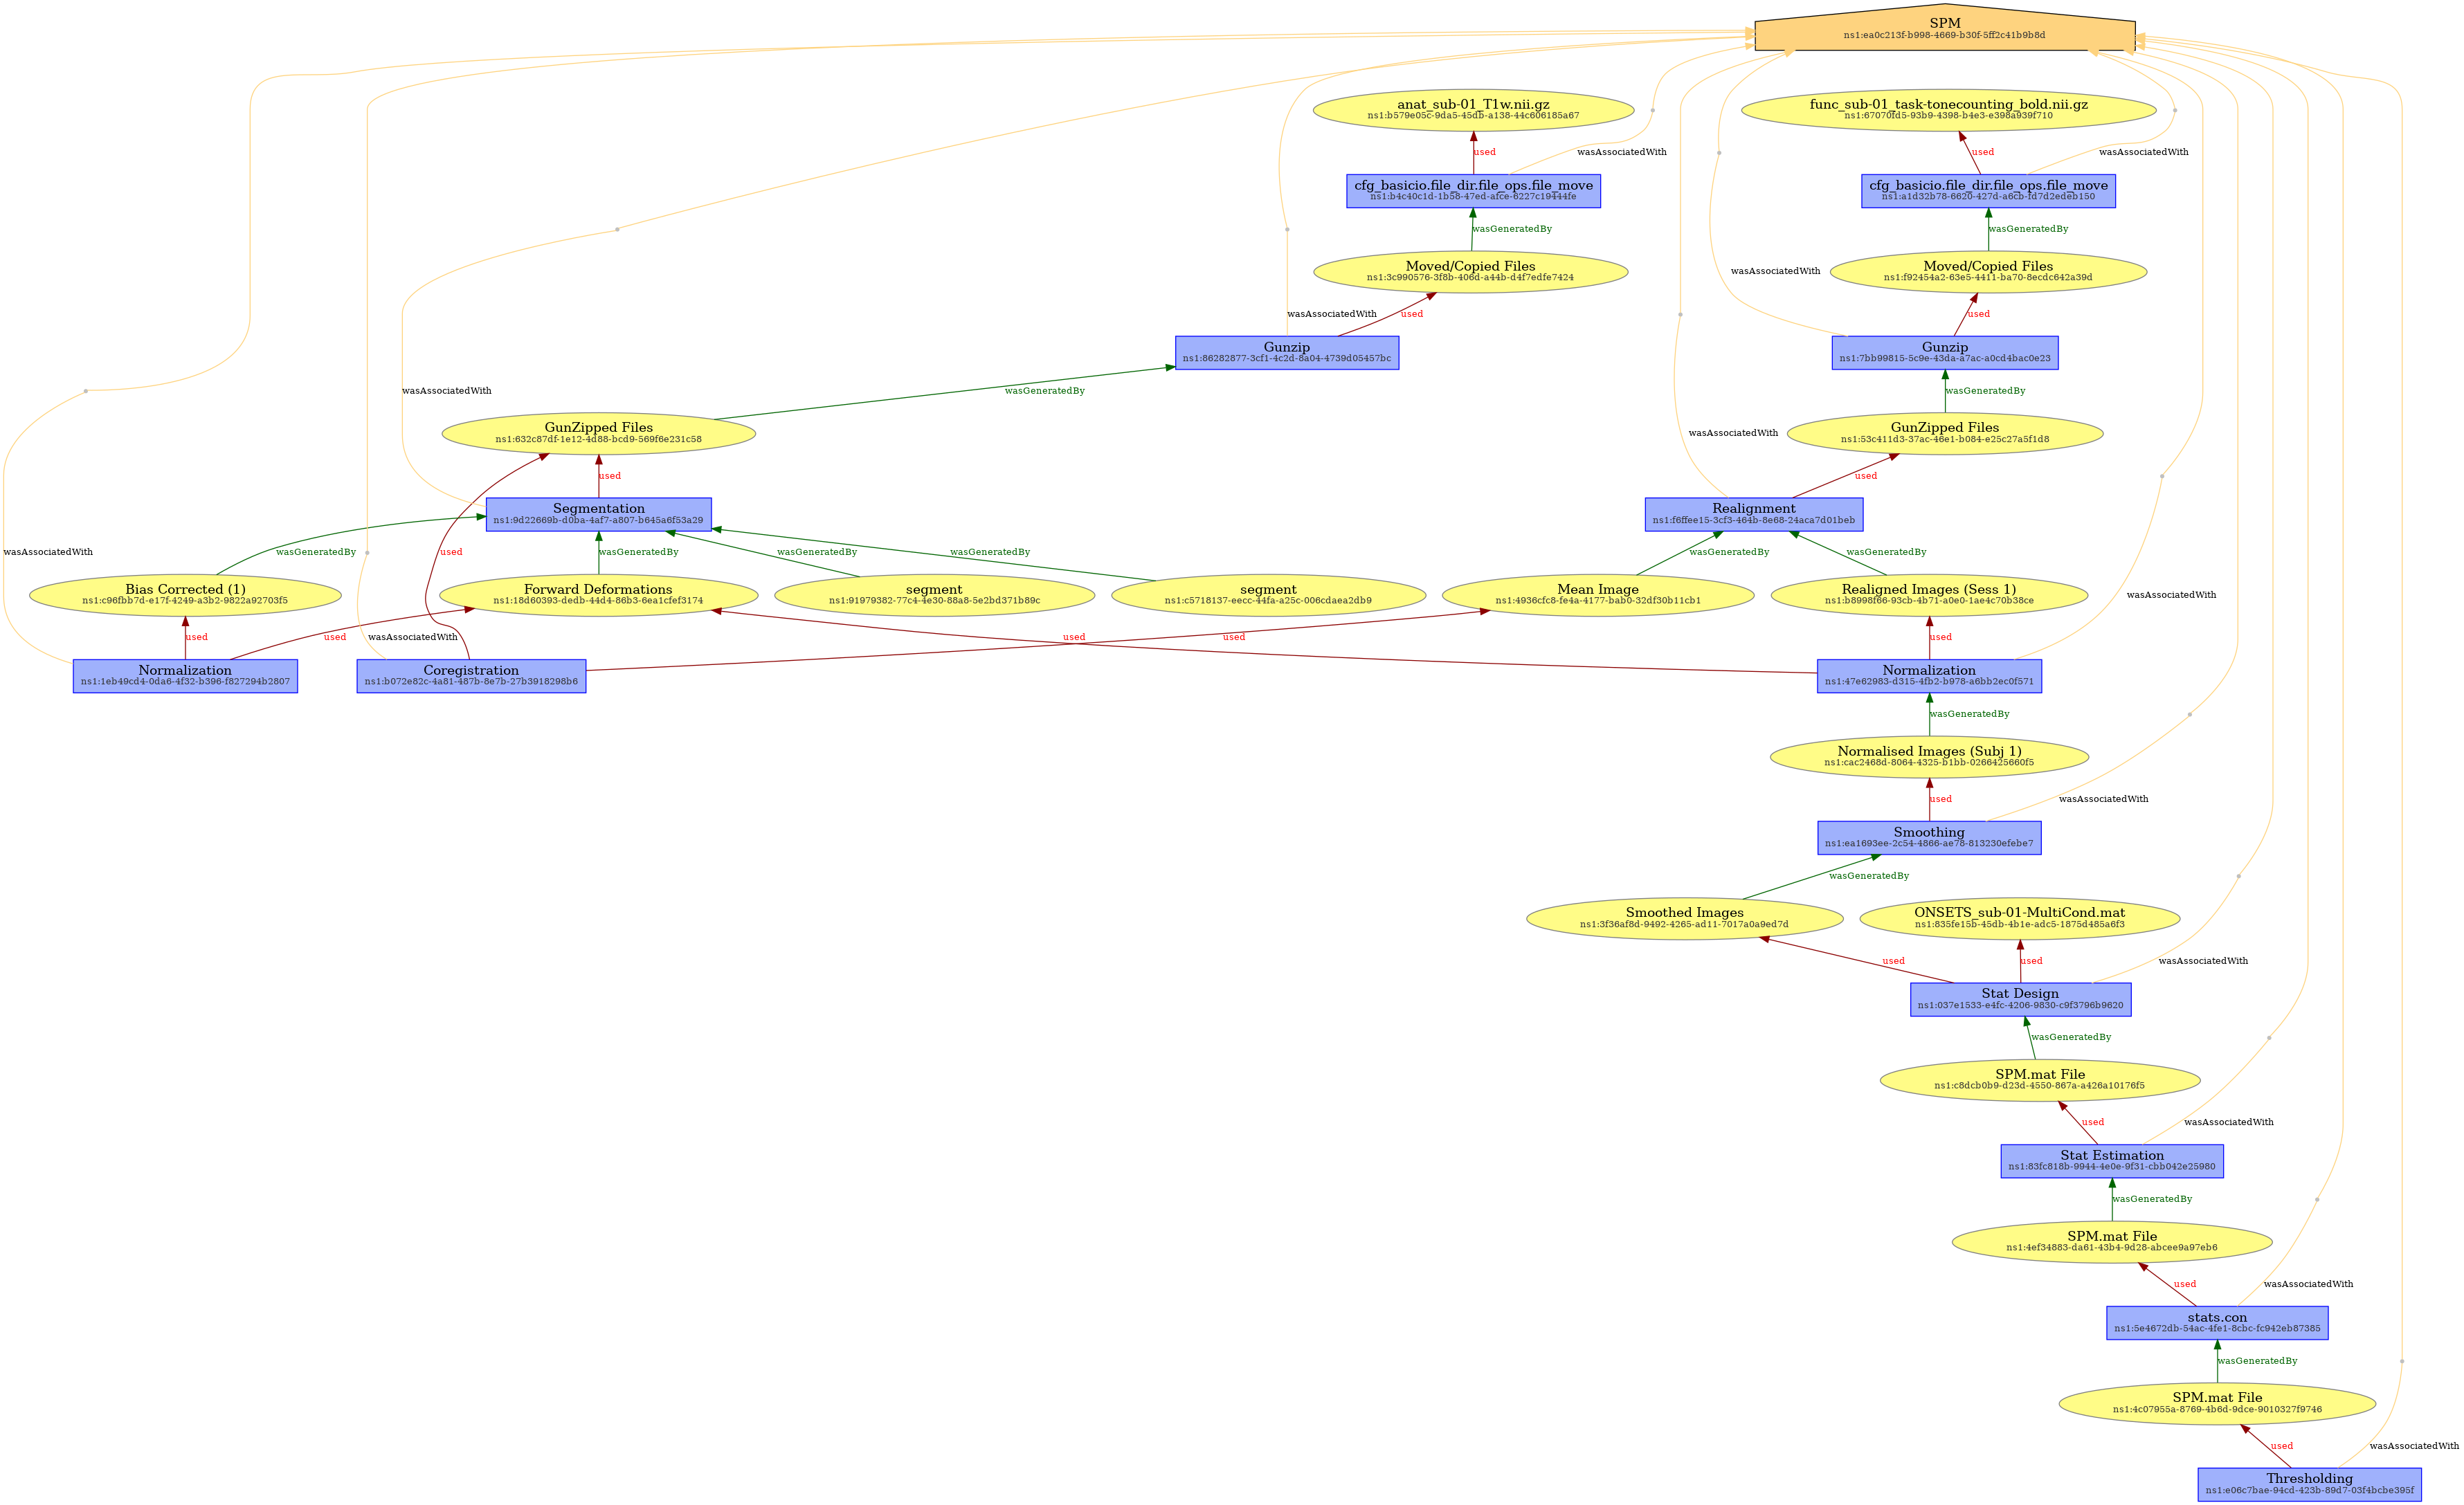 SPM
ns1:ea0c213f-b998-4669-b30f-5ff2c41b9b8d
anat_sub-01_T1w.nii.gz
ns1:b579e05c-9da5-45db-a138-44c606185a67
func_sub-01_task-tonecounting_bold.nii.gz
ns1:67070fd5-93b9-4398-b4e3-e398a939f710
used
wasAssociatedWith
used
wasAssociatedWith
cfg_basicio.file_dir.file_ops.file_move
ns1:b4c40c1d-1b58-47ed-afce-6227c19444fe
cfg_basicio.file_dir.file_ops.file_move
ns1:a1d32b78-6620-427d-a6cb-fd7d2edeb150
wasGeneratedBy
wasGeneratedBy
Moved/Copied Files
ns1:3c990576-3f8b-406d-a44b-d4f7edfe7424
wasAssociatedWith
Moved/Copied Files
ns1:f92454a2-63e5-4411-ba70-8ecdc642a39d
wasAssociatedWith
used
used
Gunzip
ns1:86282877-3cf1-4c2d-8a04-4739d05457bc
Gunzip
ns1:7bb99815-5c9e-43da-a7ac-a0cd4bac0e23
wasAssociatedWith
wasGeneratedBy
wasGeneratedBy
GunZipped Files
ns1:632c87df-1e12-4d88-bcd9-569f6e231c58
wasAssociatedWith
GunZipped Files
ns1:53c411d3-37ac-46e1-b084-e25c27a5f1d8
used
used
Segmentation
ns1:9d22669b-d0ba-4af7-a807-b645a6f53a29
Realignment
ns1:f6ffee15-3cf3-464b-8e68-24aca7d01beb
wasAssociatedWith
wasGeneratedBy
used
wasGeneratedBy
wasGeneratedBy
wasGeneratedBy
wasGeneratedBy
wasGeneratedBy
Bias Corrected (1)
ns1:c96fbb7d-e17f-4249-a3b2-9822a92703f5
Forward Deformations
ns1:18d60393-dedb-44d4-86b3-6ea1cfef3174
segment
ns1:91979382-77c4-4e30-88a8-5e2bd371b89c
segment
ns1:c5718137-eecc-44fa-a25c-006cdaea2db9
Mean Image
ns1:4936cfc8-fe4a-4177-bab0-32df30b11cb1
Realigned Images (Sess 1)
ns1:b8998f66-93cb-4b71-a0e0-1ae4c70b38ce
wasAssociatedWith
used
used
wasAssociatedWith
used
used
used
Normalization
ns1:1eb49cd4-0da6-4f32-b396-f827294b2807
Coregistration
ns1:b072e82c-4a81-487b-8e7b-27b3918298b6
Normalization
ns1:47e62983-d315-4fb2-b978-a6bb2ec0f571
wasGeneratedBy
Normalised Images (Subj 1)
ns1:cac2468d-8064-4325-b1bb-0266425660f5
used
wasAssociatedWith
Smoothing
ns1:ea1693ee-2c54-4866-ae78-813230efebe7
wasGeneratedBy
Smoothed Images
ns1:3f36af8d-9492-4265-ad11-7017a0a9ed7d
ONSETS_sub-01-MultiCond.mat
ns1:835fe15b-45db-4b1e-adc5-1875d485a6f3
used
used
wasAssociatedWith
Stat Design
ns1:037e1533-e4fc-4206-9830-c9f3796b9620
wasGeneratedBy
SPM.mat File
ns1:c8dcb0b9-d23d-4550-867a-a426a10176f5
used
wasAssociatedWith
Stat Estimation
ns1:83fc818b-9944-4e0e-9f31-cbb042e25980
wasGeneratedBy
SPM.mat File
ns1:4ef34883-da61-43b4-9d28-abcee9a97eb6
used
wasAssociatedWith
stats.con
ns1:5e4672db-54ac-4fe1-8cbc-fc942eb87385
wasGeneratedBy
SPM.mat File
ns1:4c07955a-8769-4b6d-9dce-9010327f9746
used
wasAssociatedWith
Thresholding
ns1:e06c7bae-94cd-423b-89d7-03f4bcbe395f